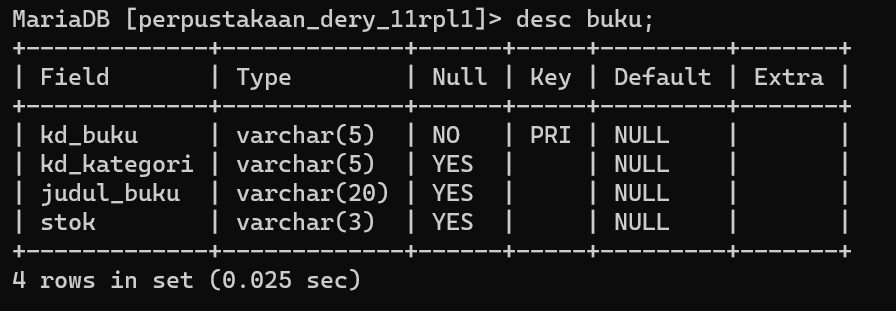 MariaDB [perpustakaan_dery_11rpl1]> desc buku;
+-------------+-------------+------+-----+---------+-------+
| Field       | Type        | Null | Key | Default | Extra |
+-------------+-------------+------+-----+---------+-------+
| kd_buku     | varchar(5)  | NO   | PRI | NULL    |       |
| kd_kategori | varchar(5)  | YES  |     | NULL    |       |
| judul_buku  | varchar(20) | YES  |     | NULL    |       |
| stok        | varchar(3)  | YES  |     | NULL    |       |
+-------------+-------------+------+-----+---------+-------+
4 rows in set (0.025 sec)